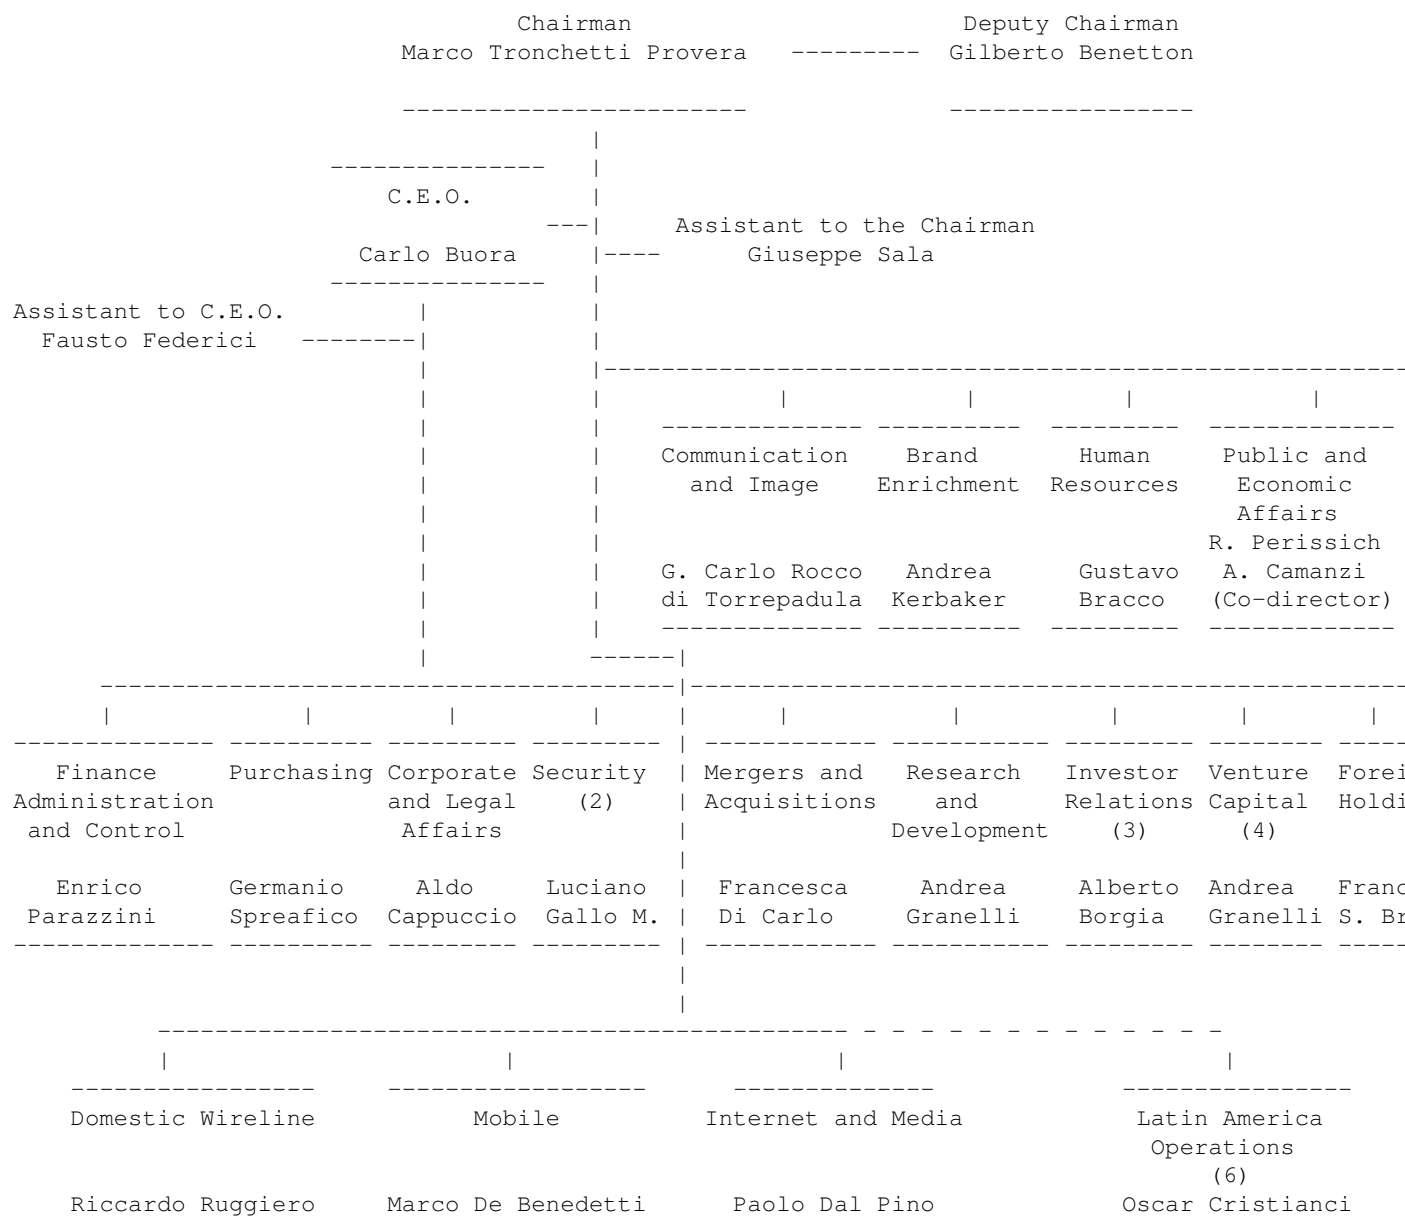 Chairman Deputy Chairman
Marco Tronchetti Provera --------- Gilberto Benetton
C.E.O.
Assistant to the Chairman
Carlo Buora Giuseppe Sala
Assistant to C.E.O.
Fausto Federici
Communication Brand Human Public and
and Image Enrichment Resources Economic
Affairs
R. Perissich
G. Carlo Rocco Andrea Gustavo A. Camanzi
di Torrepadula Kerbaker Bracco (Co-director)
Finance Purchasing Corporate Security Mergers and Research Investor Venture
Administration and Legal (2) Acquisitions and Relations Capital
and Control Affairs Development (3) (4)
Enrico Germanio Aldo Luciano Francesca Andrea Alberto Andrea
Parazzini Spreafico Cappuccio Gallo M. Di Carlo Granelli Borgia Granelli S.
Domestic Wireline Mobile Internet and Media Latin America
Operations
(6)
Riccardo Ruggiero Marco De Benedetti Paolo Dal Pino Oscar Cristianci